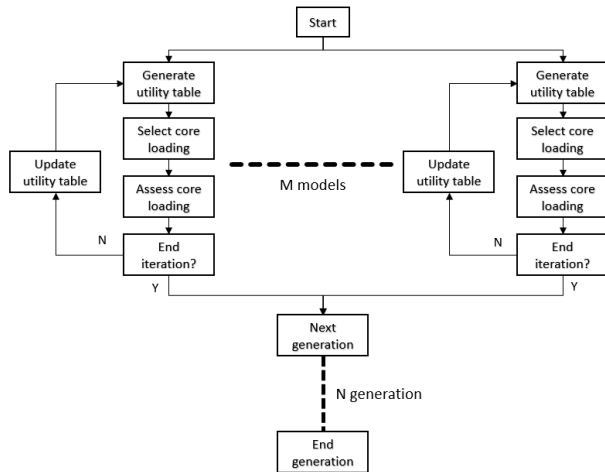 Start
Generate
utility table
Select core
loading
Assess core
loading
End
iteration?
Update
utility table
N
Y
M models
Generate
utility table
Select core
loading
Assess core
loading
End
iteration?
Update
utility table
N
Y
Next
generation
N generation
End
generation